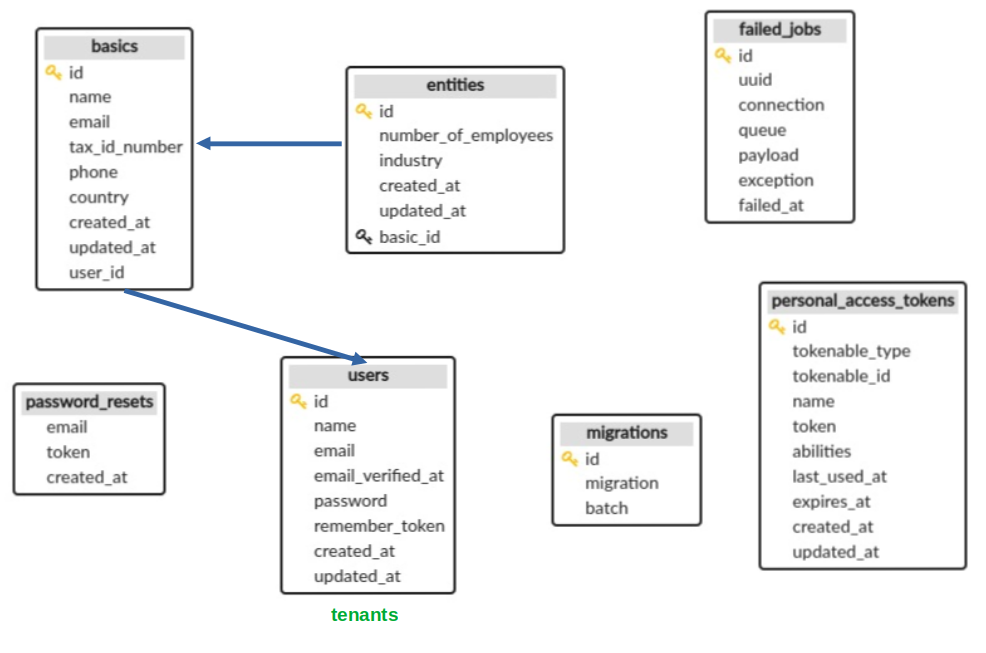 basics
id
name
email
tax_id_number
phone
country
created_at
updated_at
user_id
entities
id
number_of_employees
industry
created_at
updated_at
basic_id
failed_jobs
id
uuid
connection
queue
payload
exception
failed_at
password_resets
email
token
created_at
users
id
name
email
email_verified_at
password
remember_token
created_at
updated_at
tenants
migrations
id
migration
batch
personal_access_tokens
id
tokenable_type
tokenable_id
name
token
abilities
last_used_at
expires_at
created_at
updated_at